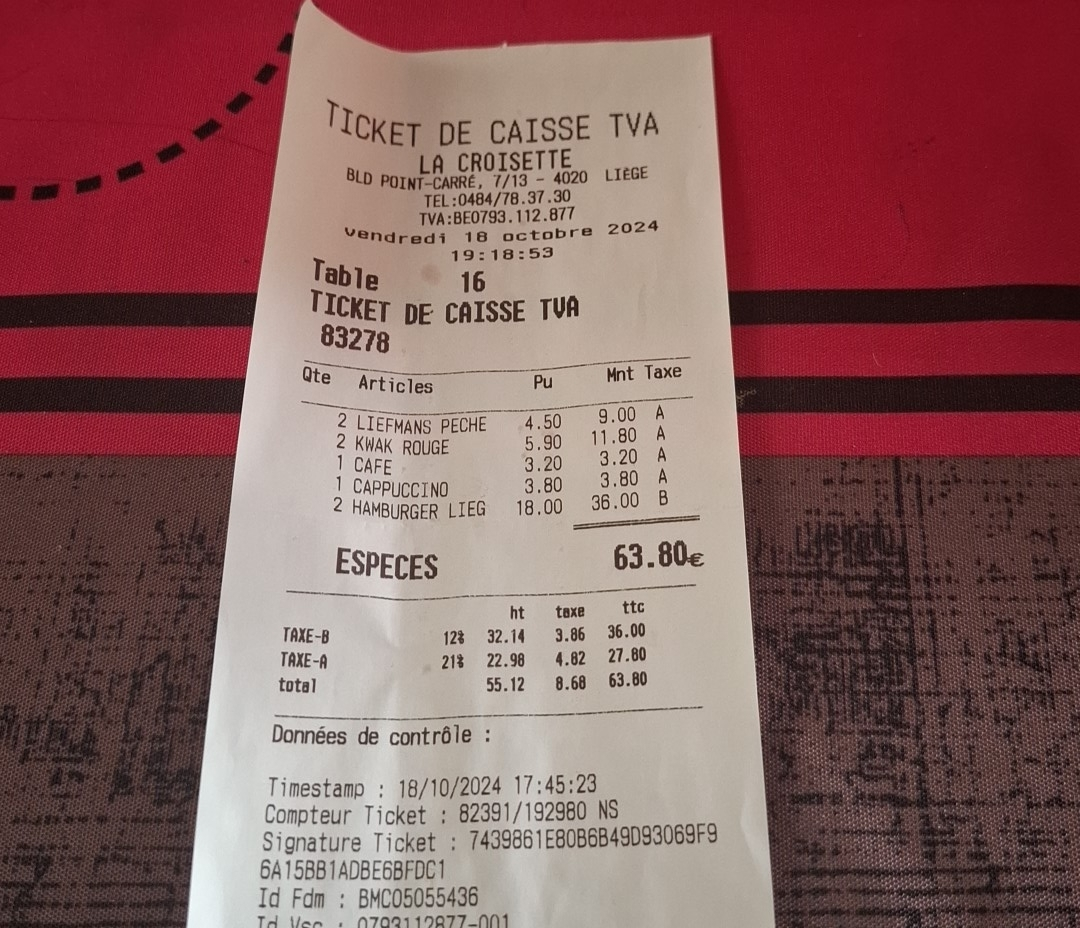 TICKET DE CAISSE TVA
LA CROISETTE
BLD POINT-CARRÉ, 7/13 - 4020 LIÈGE
TEL:0484/78.37.30
TVA:BE0793.112.877
vendredi 18 octobre 2024
19:18:53
Table 16
TICKET DE CAISSE TVA
83278
Qte Articles Pu Mnt Taxe
2 LIEFMANS PECHE 4.50 9.00 A
2 KWAK ROUGE 5.90 11.80 A
1 CAFE 3.20 3.20 A
1 CAPPUCCINO 3.80 3.80 A
2 HAMBURGER LIEG 18.00 36.00 B
ESPECES 63.80€
ht taxe ttc
TAXE-B 12% 32.14 3.86 36.00
TAXE-A 21% 22.98 4.82 27.80
total 55.12 8.68 63.80
Données de contrôle :
Timestamp : 18/10/2024 17:45:23
Compteur Ticket : 82391/192980 NS
Signature Ticket : 7439861E80B6B49D93069F9
6A15BB1ADBE6BFDC1
Id Fdm : BMC05055436
Id Vsc : 0793112877-001